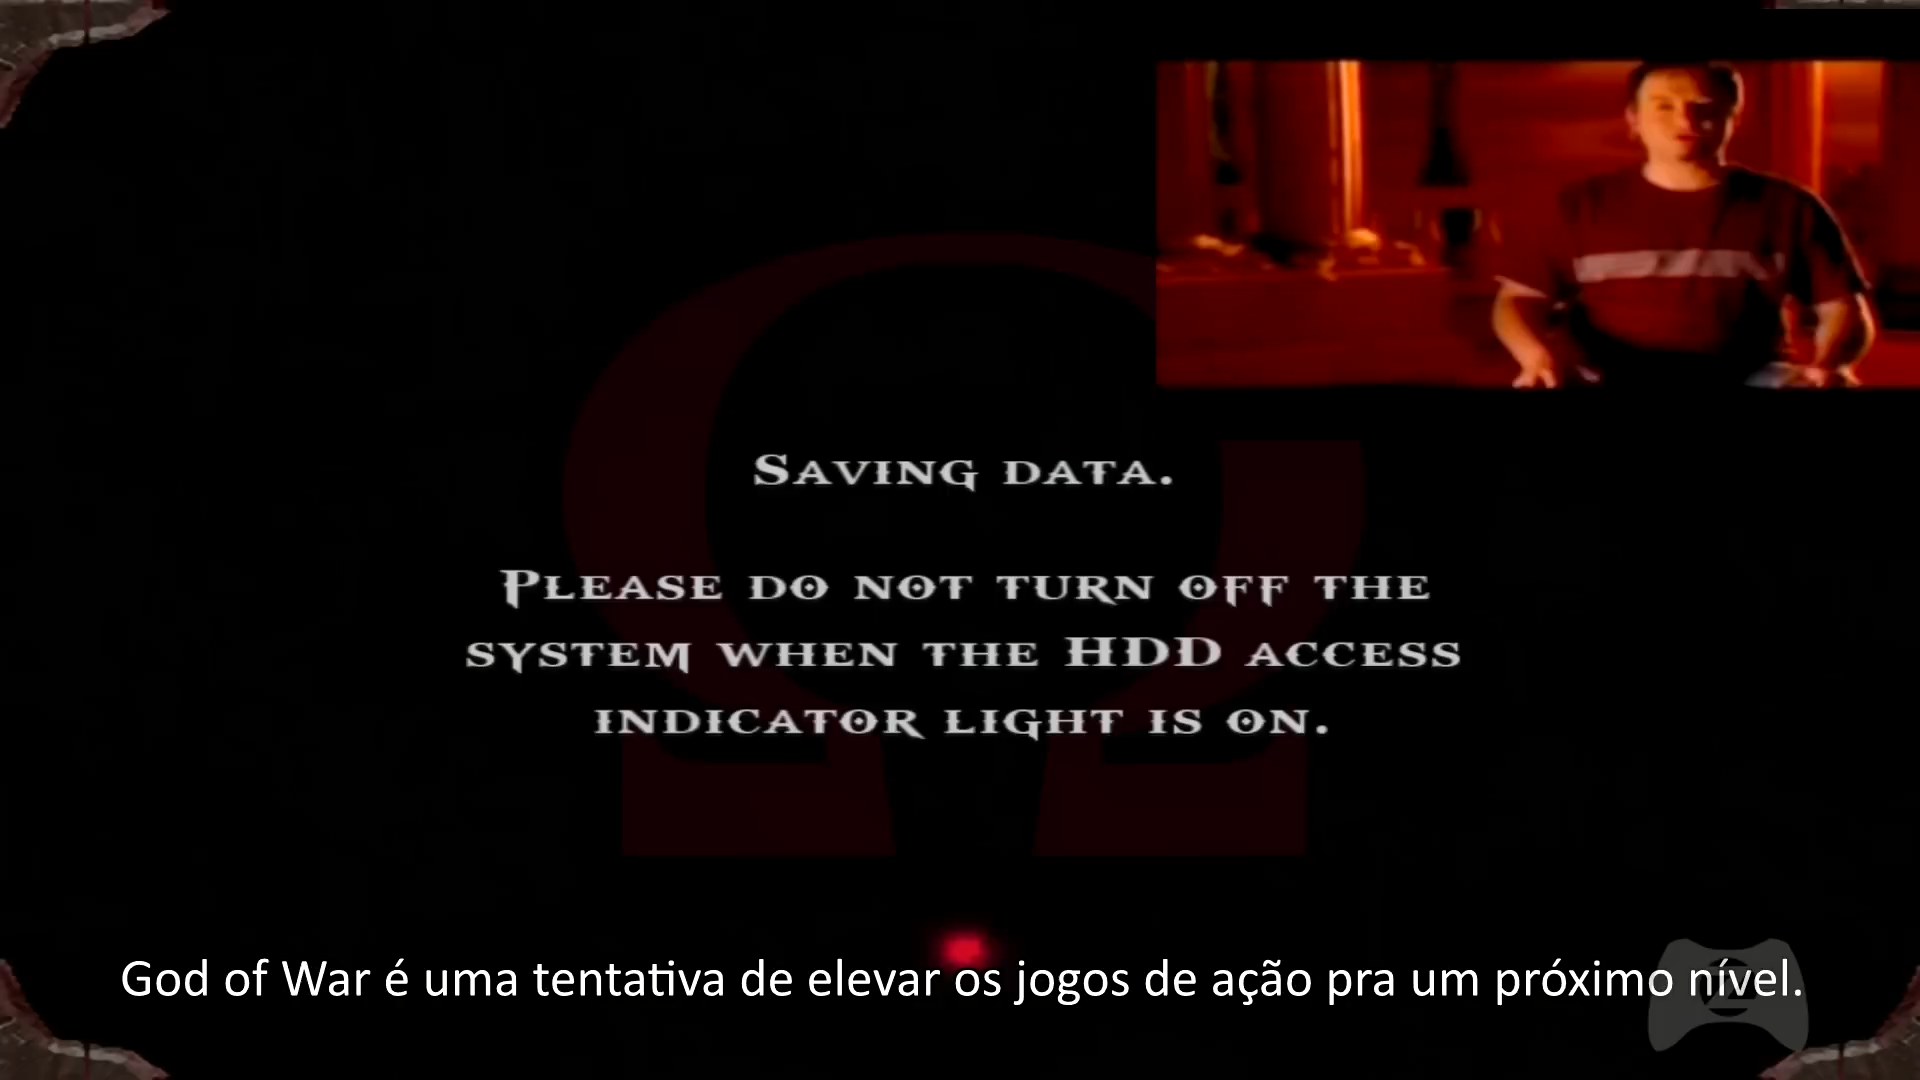 Saving data.
Please do not turn off the
system when the HDD access
indicator light is on.
God of War é uma tentativa de elevar os jogos de ação pra um próximo nível.